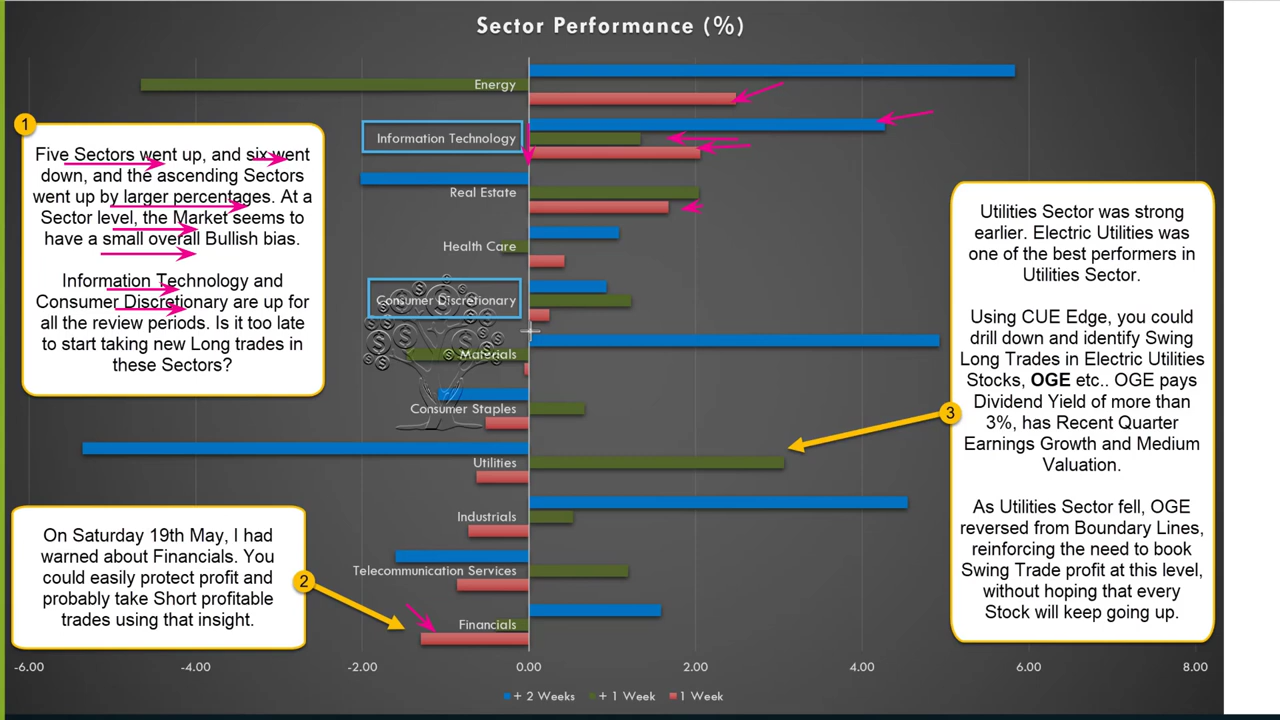 Sector Performance (%)
Energy
Information Technology
Real Estate
Health Care
Consumer Discretionary
Materials
Consumer Staples
Utilities
Industrials
Telecommunication Services
Financials
-6.00 -4.00 -2.00 0.00 2.00 4.00 6.00 8.00
+ 2 Weeks + 1 Week 1 Week
1
Five Sectors went up, and six went
down, and the ascending Sectors
went up by larger percentages. At a
Sector level, the Market seems to
have a small overall Bullish bias.
Information Technology and
Consumer Discretionary are up for
all the review periods. Is it too late
to start taking new Long trades in
these Sectors?
2
On Saturday 19th May, I had
warned about Financials. You
could easily protect profit and
probably take Short profitable
trades using that insight.
3
Utilities Sector was strong
earlier. Electric Utilities was
one of the best performers in
Utilities Sector.
Using CUE Edge, you could
drill down and identify Swing
Long Trades in Electric Utilities
Stocks, OGE etc.. OGE pays
Dividend Yield of more than
3%, has Recent Quarter
Earnings Growth and Medium
Valuation.
As Utilities Sector fell, OGE
reversed from Boundary Lines,
reinforcing the need to book
Swing Trade profit at this level,
without hoping that every
Stock will keep going up.